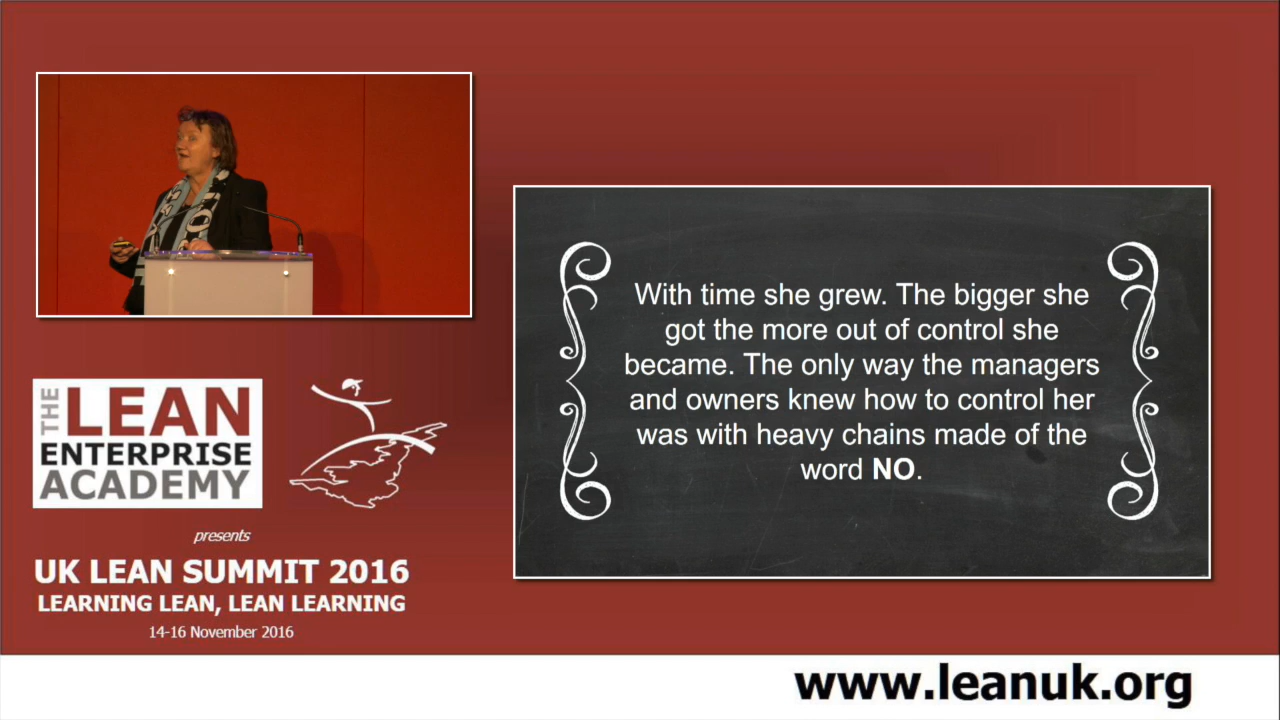 THE LEAN
ENTERPRISE
ACADEMY
presents
UK LEAN SUMMIT 2016
LEARNING LEAN, LEAN LEARNING
14-16 November 2016
With time she grew. The bigger she
got the more out of control she
became. The only way the managers
and owners knew how to control her
was with heavy chains made of the
word NO.
www.leanuk.org